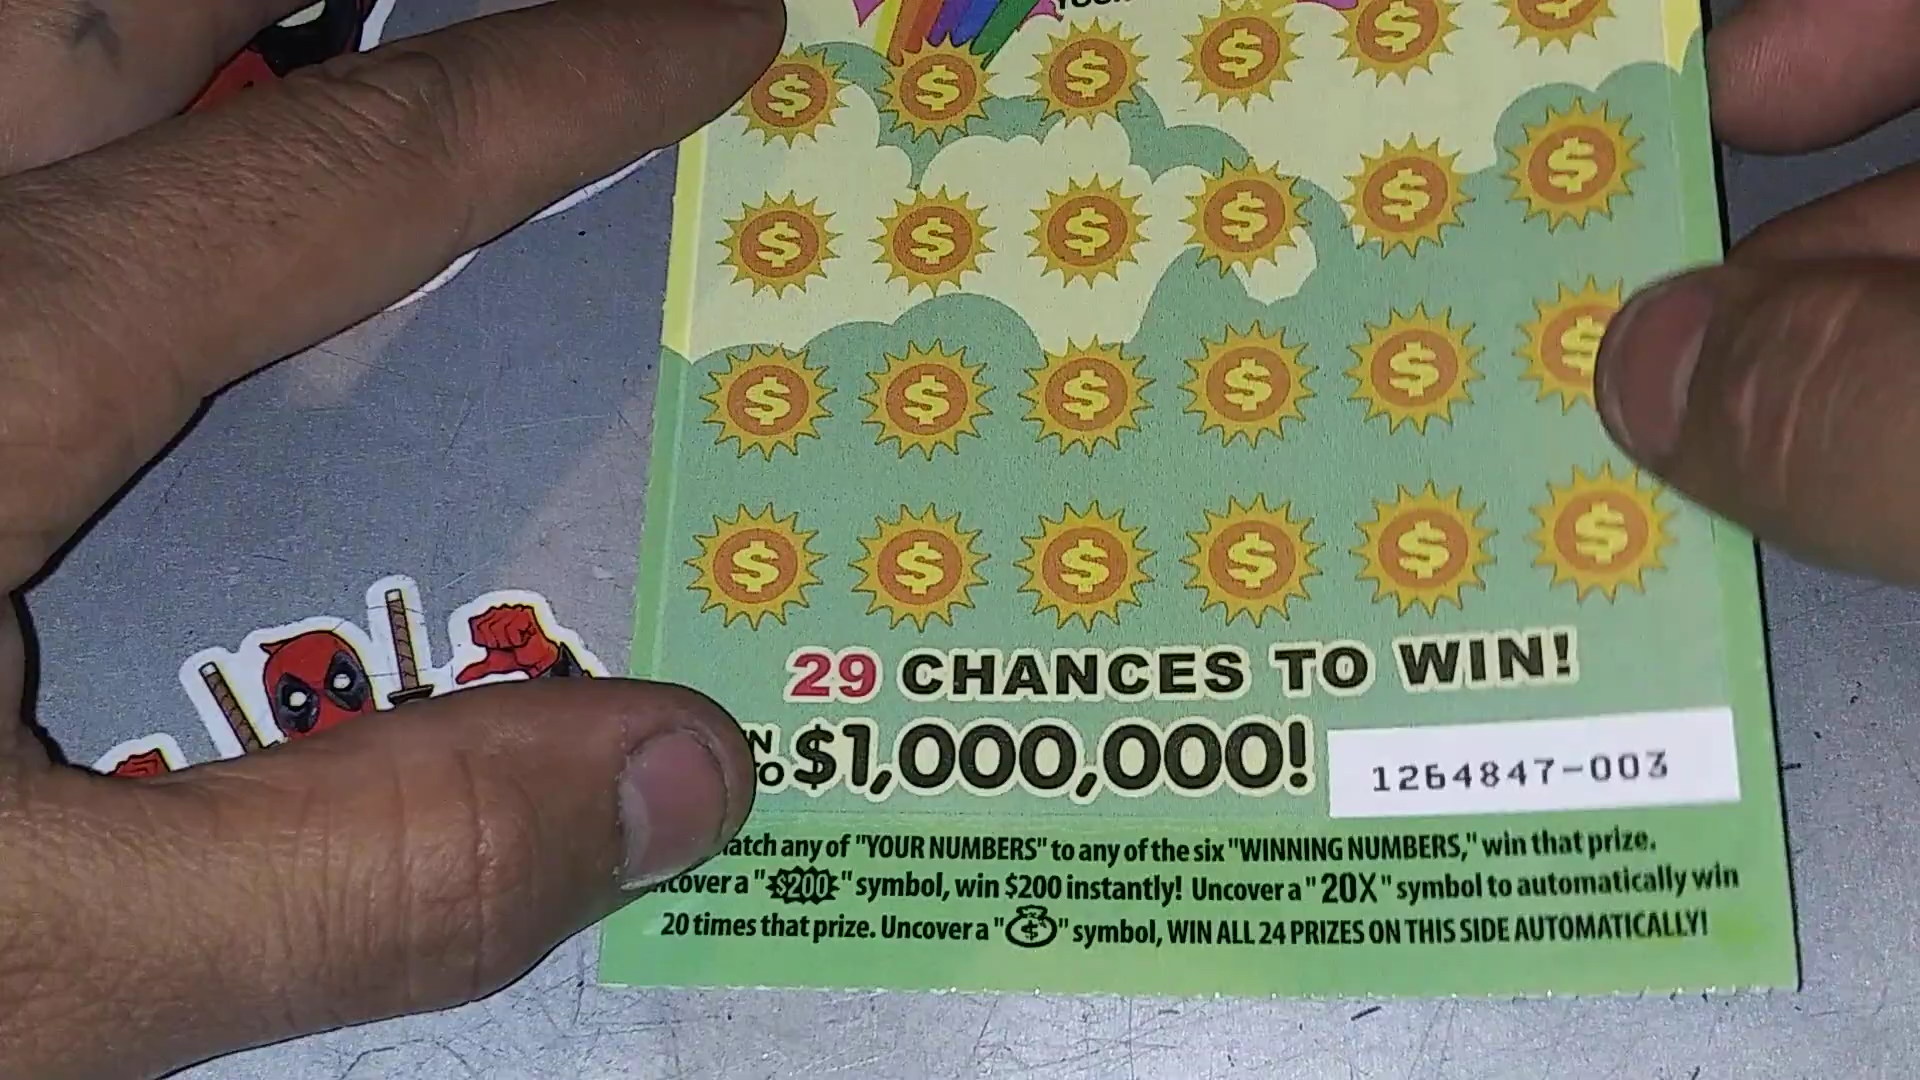 29 CHANCES TO WIN!
$1,000,000!
1264847-003
any of "YOUR NUMBERS" to any of the six "WINNING NUMBERS," win that prize.
a "$200" symbol, win $200 instantly! Uncover a "20X" symbol to automatically win
20 times that prize. Uncover a "$" symbol, WIN ALL 24 PRIZES ON THIS SIDE AUTOMATICALLY!